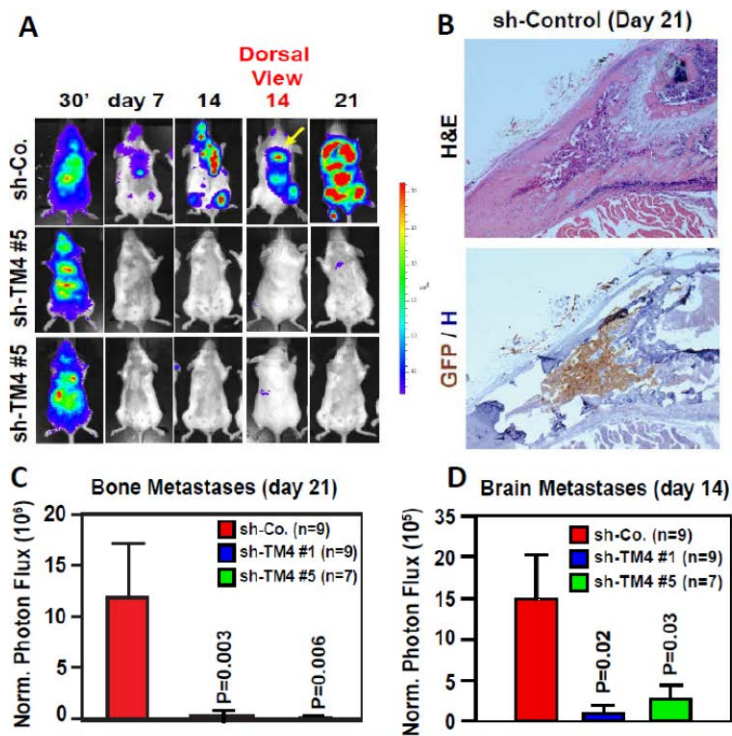 A
Dorsal
View
30' day 7 14 14 21
sh-Co.
sh-TM4 #5
sh-TM4 #5
B
sh-Control (Day 21)
H&E
GFP / H
C
Bone Metastases (day 21)
Norm. Photon Flux (10⁶)
20
15
10
5
0
sh-Co. (n=9)
sh-TM4 #1 (n=9)
sh-TM4 #5 (n=7)
P=0.003
P=0.006
D
Brain Metastases (day 14)
Norm. Photon Flux (10⁵)
35
15
15
5
0
sh-Co. (n=9)
sh-TM4 #1 (n=9)
sh-TM4 #5 (n=7)
P=0.02
P=0.03